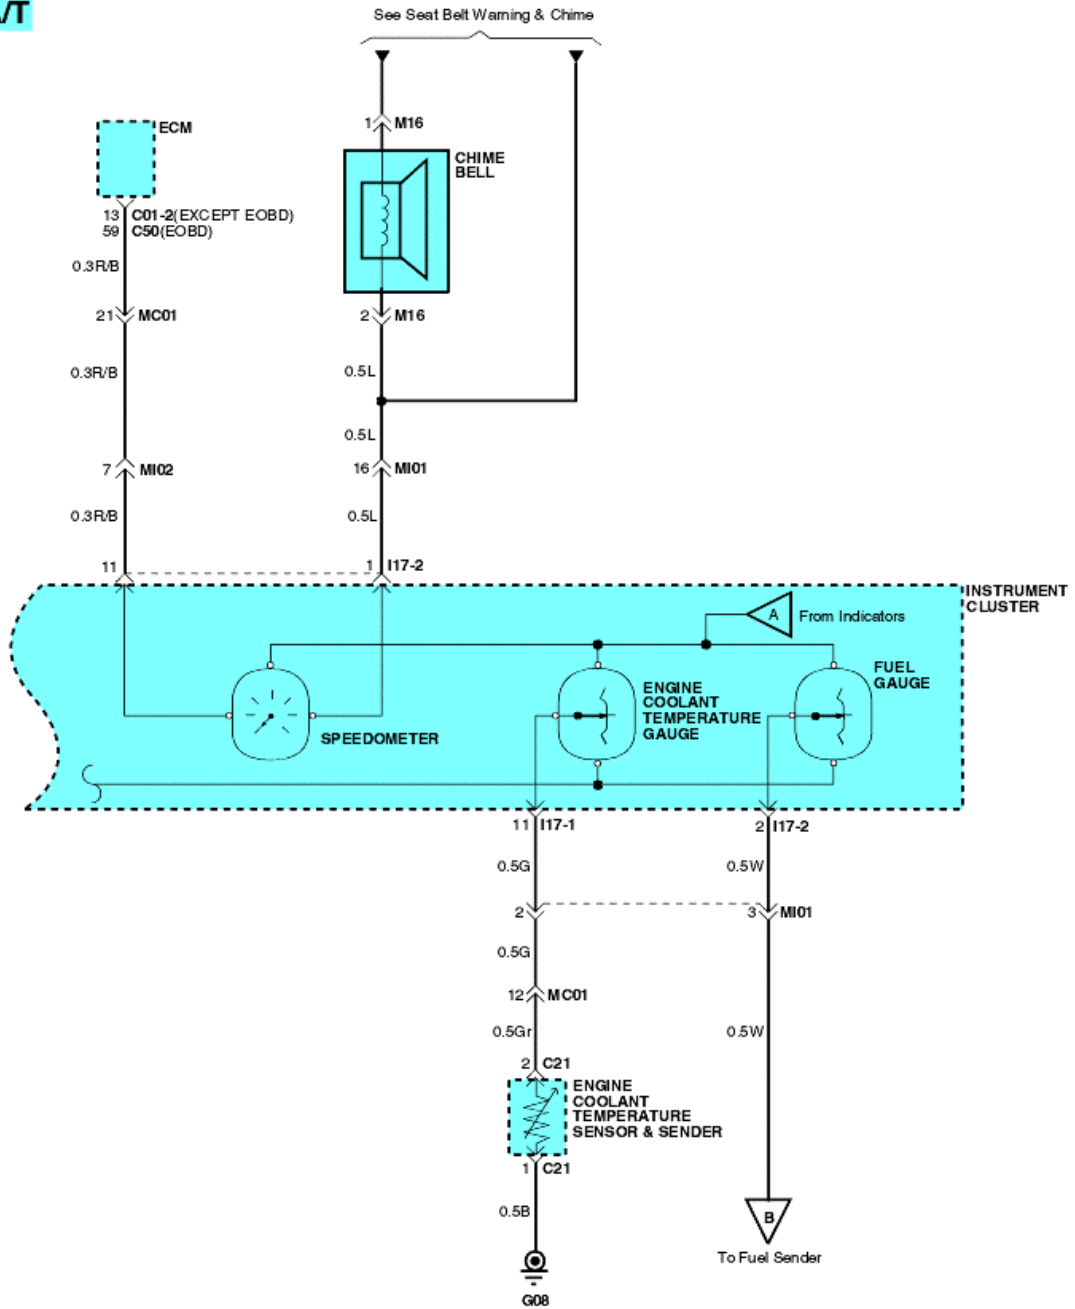 A/T
See Seat Belt Warning & Chime
1 M16
ECM
CHIME
BELL
13 C01-2(EXCEPT EOBD)
59 C50(EOBD)
0.3R/B
21 MC01
2 M16
0.3R/B
0.5L
0.5L
7 MI02
16 MI01
0.3R/B
0.5L
11
1 I17-2
INSTRUMENT
CLUSTER
A From Indicators
FUEL
GAUGE
ENGINE
COOLANT
TEMPERATURE
GAUGE
SPEEDOMETER
11 I17-1
2 I17-2
0.5G
0.5W
2
3 MI01
0.5G
12 MC01
0.5Gr
0.5W
2 C21
ENGINE
COOLANT
TEMPERATURE
SENSOR & SENDER
1 C21
0.5B
B
To Fuel Sender
G08